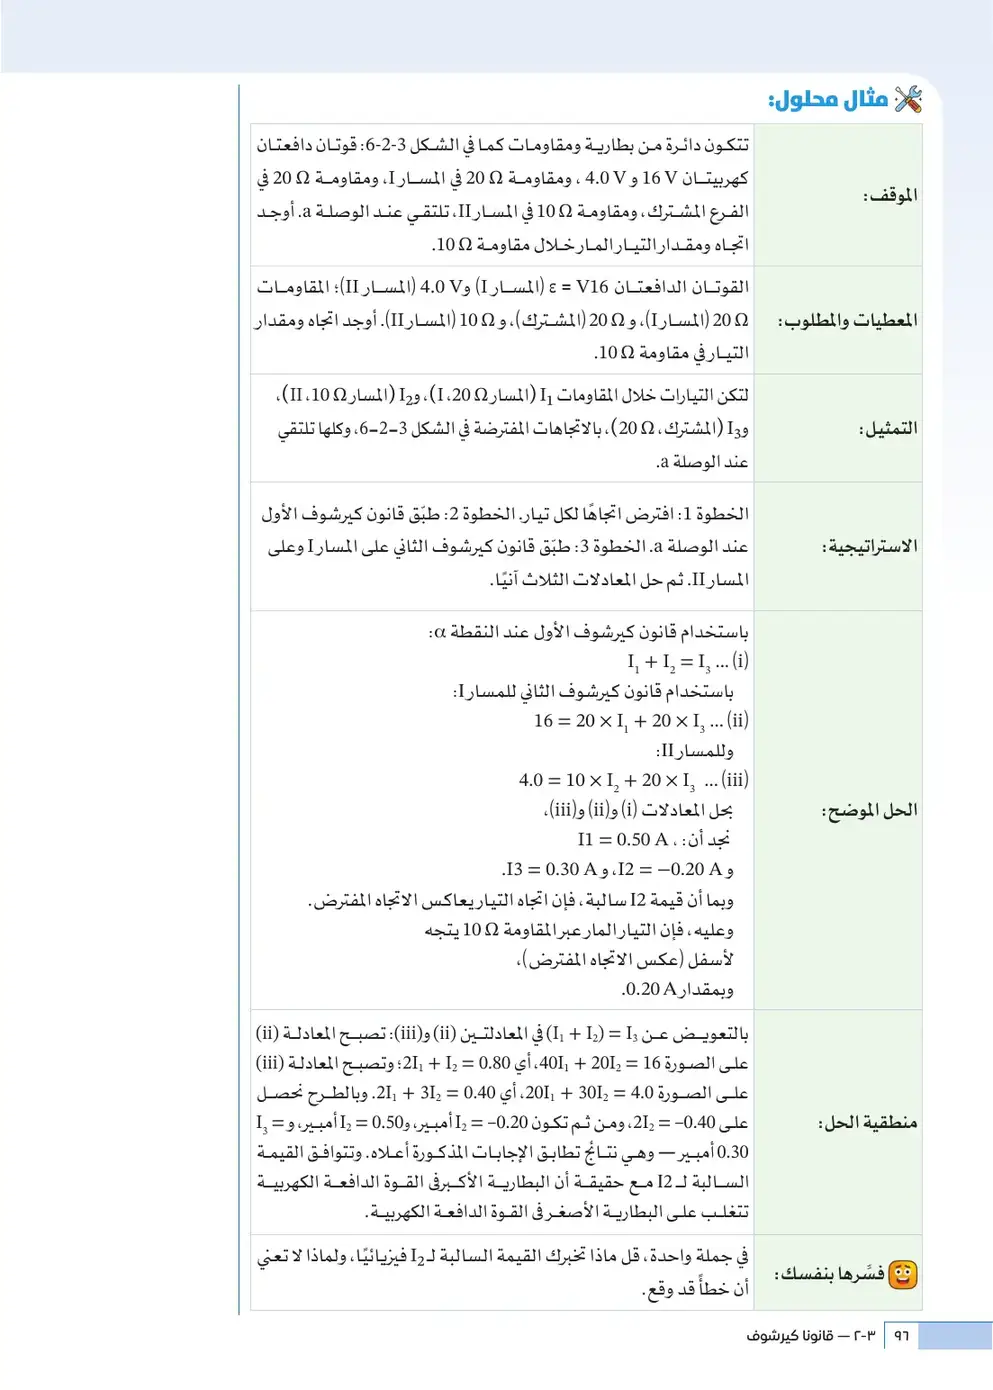 مثال محلول:
الموقف:
تتكون دائرة من بطارية ومقاومات كما في الشكل 3-2-6: قوتان دافعتان
كهربيتان 16 V و 4.0 V ، ومقاومة 20 Ω في المسار I، ومقاومة 20 Ω في
الفرع المشترك، ومقاومة 10 Ω في المسار II، تلتقي عند الوصلة a. أوجد
اتجاه ومقدار التيار المار خلال مقاومة 10 Ω.
المعطيات والمطلوب:
القوتان الدافعتان ε = V16 (المسار I) و4.0 V (المسار II)؛ المقاومات
20 Ω (المسار I)، و 20 Ω (المشترك)، و 10 Ω (المسار II). أوجد اتجاه ومقدار
التيار في مقاومة 10 Ω.
التمثيل:
لتكن التيارات خلال المقاومات I₁ (المسار I ،20 Ω)، وI₂ (المسار II ،10 Ω)،
وI₃ (المشترك، 20 Ω)، بالاتجاهات المفترضة في الشكل 3-2-6، وكلها تلتقي
عند الوصلة a.
الاستراتيجية:
الخطوة 1: افترض اتجاهًا لكل تيار. الخطوة 2: طبّق قانون كيرشوف الأول
عند الوصلة a. الخطوة 3: طبّق قانون كيرشوف الثاني على المسار I وعلى
المسار II. ثم حل المعادلات الثلاث آنيًا.
الحل الموضح:
باستخدام قانون كيرشوف الأول عند النقطة α:
I₁ + I₂ = I₃ ... (i)
باستخدام قانون كيرشوف الثاني للمسار I:
16 = 20 × I₁ + 20 × I₃ ... (ii)
وللمسار II:
4.0 = 10 × I₂ + 20 × I₃ ... (iii)
بحل المعادلات (i) و(ii) و(iii)،
نجد أن: ، I1 = 0.50 A
و I2 = −0.20 A، و I3 = 0.30 A.
وبما أن قيمة I2 سالبة، فإن اتجاه التيار يعاكس الاتجاه المفترض.
وعليه، فإن التيار المار عبر المقاومة 10 Ω يتجه
لأسفل (عكس الاتجاه المفترض)،
وبمقدار 0.20 A.
منطقية الحل:
بالتعويض عن I₃ = (I₁ + I₂) في المعادلتين (ii) و(iii): تصبح المعادلة (ii)
على الصورة 40I₁ + 20I₂ = 16، أي 2I₁ + I₂ = 0.80؛ وتصبح المعادلة (iii)
على الصورة 20I₁ + 30I₂ = 4.0، أي 2I₁ + 3I₂ = 0.40. وبالطرح نحصل
على 2I₂ = −0.40، ومن ثم تكون I₂ = −0.20 أمبير، وI₂ = 0.50 أمبير، و I₃ =
0.30 أمبير — وهي نتائج تطابق الإجابات المذكورة أعلاه. وتتوافق القيمة
السالبة لـ I2 مع حقيقة أن البطارية الأكبرفى القوة الدافعة الكهربية
تتغلب على البطارية الأصغرفى القوة الدافعة الكهربية.
فسِّرها بنفسك:
في جملة واحدة، قل ماذا تخبرك القيمة السالبة لـ I₂ فيزيائيًا، ولماذا لا تعني
أن خطأً قد وقع.
٩٦ ٣-٢ — قانونا كيرشوف